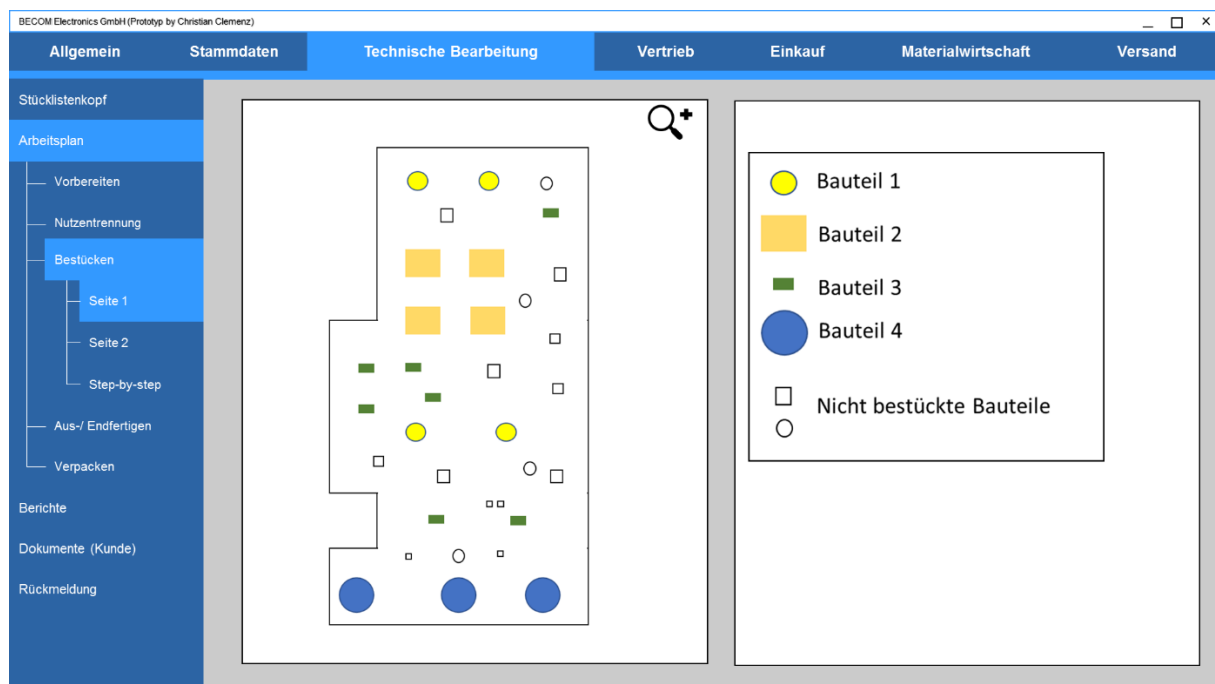 BECOM Electronics GmbH (Prototyp by Christian Clemenz)
Allgemein Stammdaten Technische Bearbeitung Vertrieb Einkauf Materialwirtschaft Versand
Stücklistenkopf
Arbeitsplan
Vorbereiten
Nutzentrennung
Bestücken
Seite 1
Seite 2
Step-by-step
Aus-/ Endfertigen
Verpacken
Berichte
Dokumente (Kunde)
Rückmeldung
Bauteil 1
Bauteil 2
Bauteil 3
Bauteil 4
Nicht bestückte Bauteile